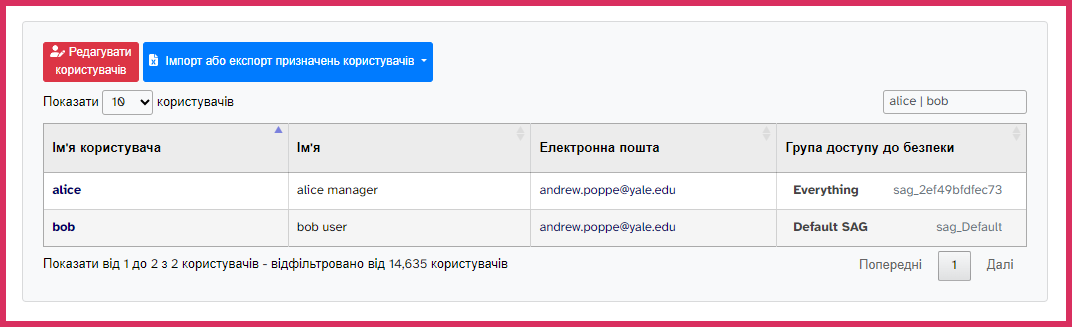 Редагувати
користувачів
Імпорт або експорт призначень користувачів
Показати 10 користувачів
alice | bob
Ім'я користувача Ім'я Електронна пошта Група доступу до безпеки
alice alice manager andrew.poppe@yale.edu Everything sag_2ef49bfdfec73
bob bob user andrew.poppe@yale.edu Default SAG sag_Default
Показати від 1 до 2 з 2 користувачів - відфільтровано від 14,635 користувачів
Попередні 1 Далі